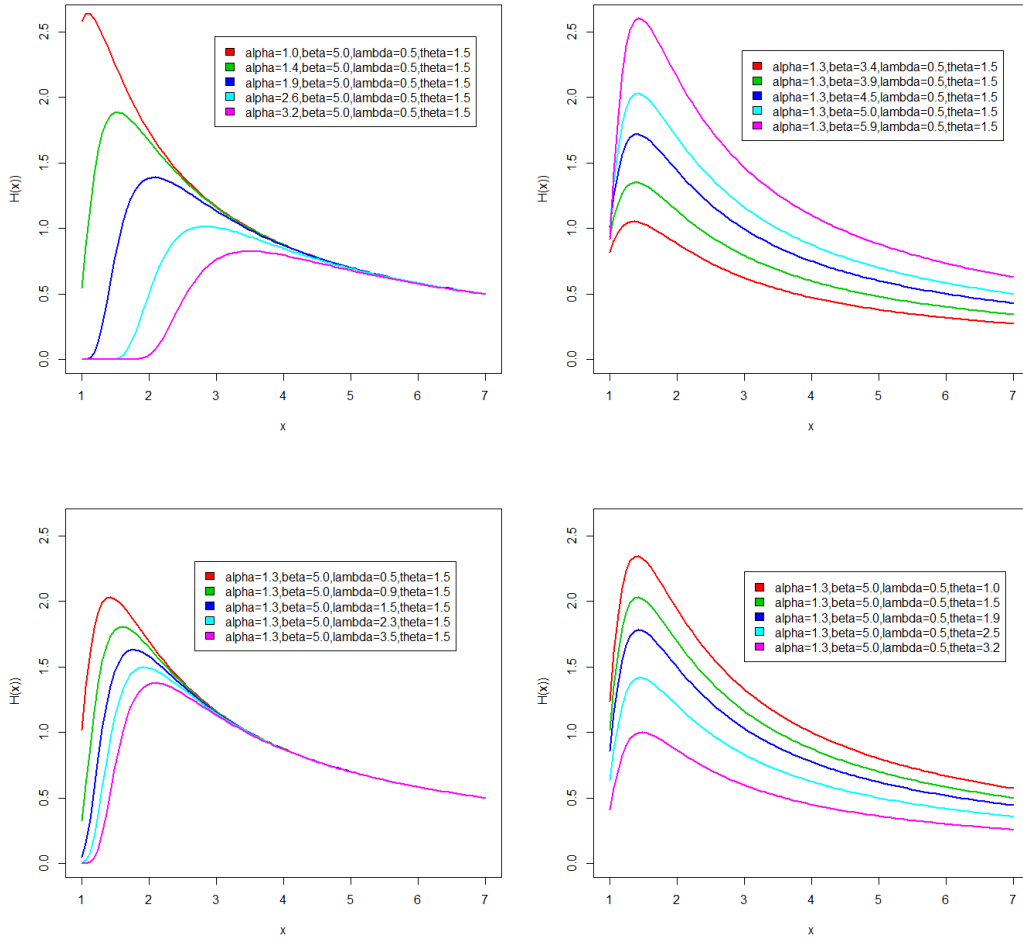 H(x))
2.5
2.0
1.5
1.0
0.5
0.0
alpha=1.0,beta=5.0,lambda=0.5,theta=1.5
alpha=1.4,beta=5.0,lambda=0.5,theta=1.5
alpha=1.9,beta=5.0,lambda=0.5,theta=1.5
alpha=2.6,beta=5.0,lambda=0.5,theta=1.5
alpha=3.2,beta=5.0,lambda=0.5,theta=1.5
1 2 3 4 5 6 7
x
H(x))
2.5
2.0
1.5
1.0
0.5
0.0
alpha=1.3,beta=3.4,lambda=0.5,theta=1.5
alpha=1.3,beta=3.9,lambda=0.5,theta=1.5
alpha=1.3,beta=4.5,lambda=0.5,theta=1.5
alpha=1.3,beta=5.0,lambda=0.5,theta=1.5
alpha=1.3,beta=5.9,lambda=0.5,theta=1.5
1 2 3 4 5 6 7
x
H(x))
2.5
2.0
1.5
1.0
0.5
0.0
alpha=1.3,beta=5.0,lambda=0.5,theta=1.5
alpha=1.3,beta=5.0,lambda=0.9,theta=1.5
alpha=1.3,beta=5.0,lambda=1.5,theta=1.5
alpha=1.3,beta=5.0,lambda=2.3,theta=1.5
alpha=1.3,beta=5.0,lambda=3.5,theta=1.5
1 2 3 4 5 6 7
x
H(x))
2.5
2.0
1.5
1.0
0.5
0.0
alpha=1.3,beta=5.0,lambda=0.5,theta=1.0
alpha=1.3,beta=5.0,lambda=0.5,theta=1.5
alpha=1.3,beta=5.0,lambda=0.5,theta=1.9
alpha=1.3,beta=5.0,lambda=0.5,theta=2.5
alpha=1.3,beta=5.0,lambda=0.5,theta=3.2
1 2 3 4 5 6 7
x